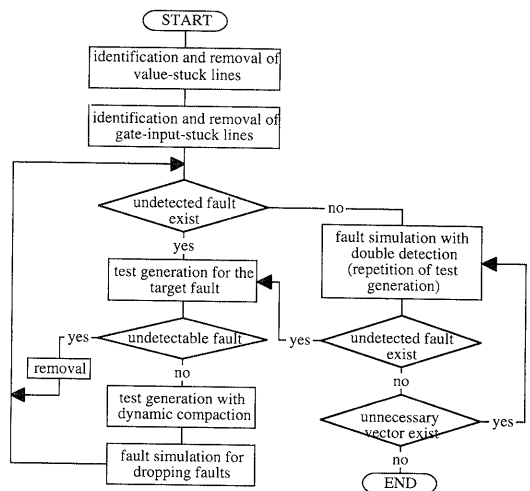 START
identification and removal of
value-stuck lines
identification and removal of
gate-input-stuck lines
undetected fault
exist
no
yes
fault simulation with
double detection
(repetition of test
generation)
test generation for the
target fault
yes
undetectable fault
yes
undetected fault
exist
removal
no
no
test generation with
dynamic compaction
unnecessary
vector exist
yes
fault simulation for
dropping faults
no
END